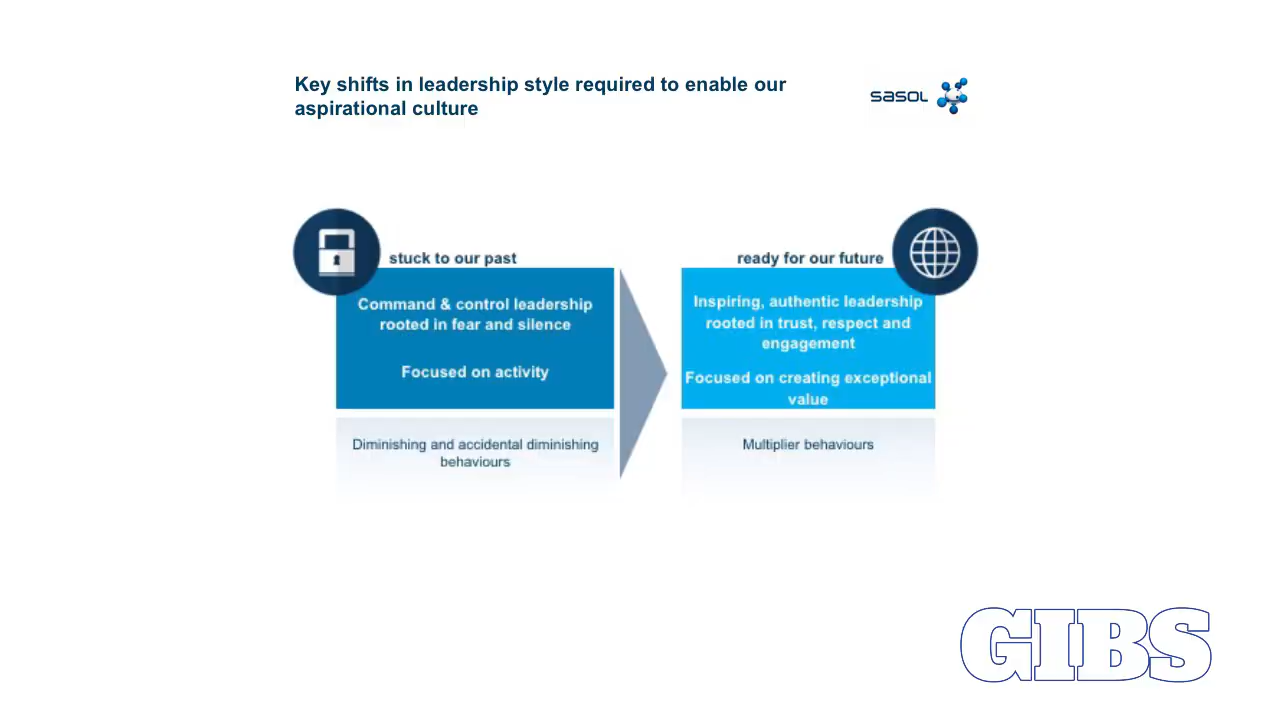 Key shifts in leadership style required to enable our
aspirational culture
sasol
stuck to our past
Command & control leadership
rooted in fear and silence
Focused on activity
Diminishing and accidental diminishing
behaviours
ready for our future
Inspiring, authentic leadership
rooted in trust, respect and
engagement
Focused on creating exceptional
value
Multiplier behaviours
GIBS